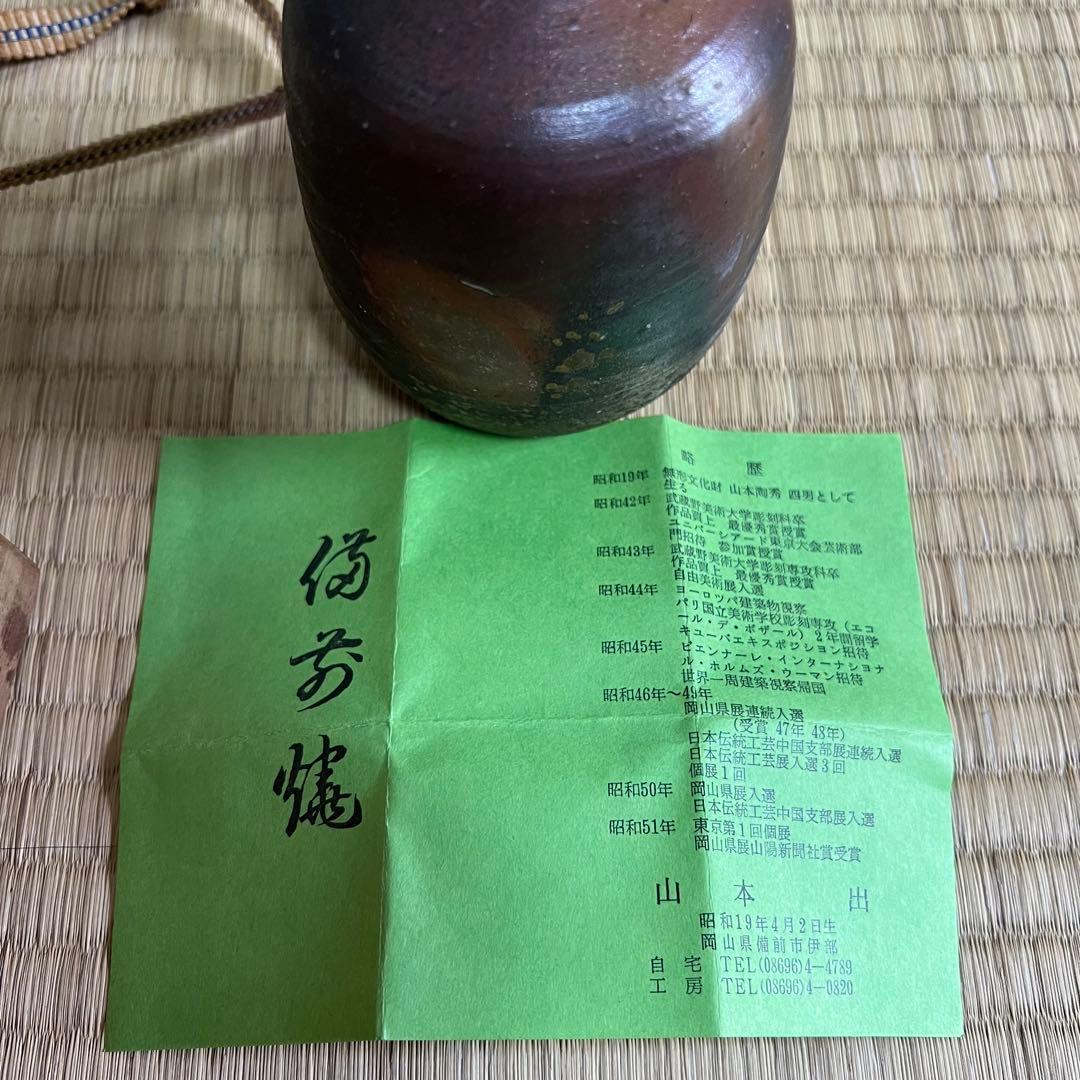 備前燒
略歴
昭和19年 無形文化財 山本陶秀 四男として
生る
昭和42年 武蔵野美術大学彫刻科卒
作品買上 最優秀賞授賞
ユニバーシアード東京大会芸術部
門招待 参加賞授賞
昭和43年 武蔵野美術大学彫刻専攻科卒
作品買上 最優秀賞授賞
自由美術展入選
昭和44年 ヨーロッパ建築物視察
パリ国立美術学校彫刻専攻(エコ
ール・デ・ボザール)2年間留学
キューバエキスポジション招待
昭和45年 ビエンナーレ・インターナショナ
ル・ホルムズ・ウーマン招待
世界一周建築視察帰国
昭和46年~49年
岡山県展連続入選
(受賞 47年 48年)
日本伝統工芸中国支部展連続入選
日本伝統工芸展入選3回
個展1回
昭和50年 岡山県展入選
日本伝統工芸中国支部展入選
昭和51年 東京第1回個展
岡山県展山陽新聞社賞受賞
山本 出
昭和19年4月2日生
岡山県備前市伊部
自宅 TEL(08696)4-4789
工房 TEL(08696)4-0820